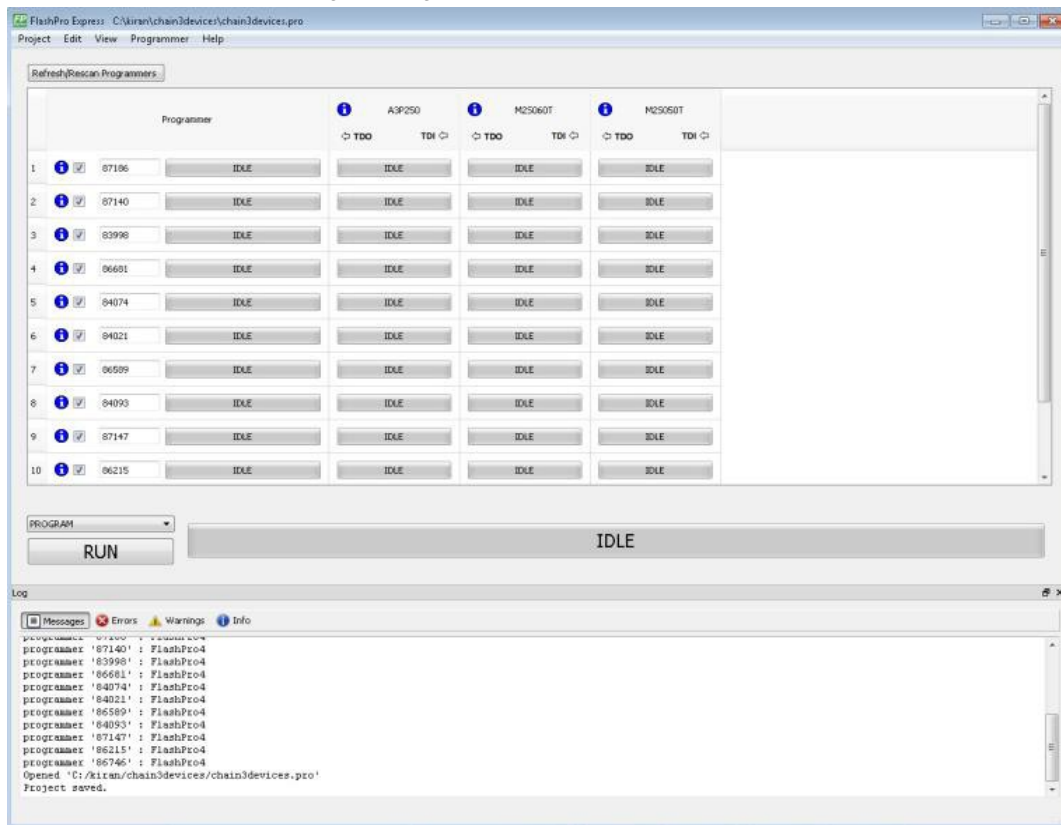 FlashPro Express C:\kiran\chain3devices\chain3devices.pro
Project Edit View Programmer Help
Refresh/Rescan Programmers
Programmer A3P250 M2S060T M2S050T
TDO TDI TDO TDI TDO TDI
1 87186 IDLE IDLE IDLE IDLE
2 87140 IDLE IDLE IDLE IDLE
3 83998 IDLE IDLE IDLE IDLE
4 86681 IDLE IDLE IDLE IDLE
5 84074 IDLE IDLE IDLE IDLE
6 84021 IDLE IDLE IDLE IDLE
7 86589 IDLE IDLE IDLE IDLE
8 84093 IDLE IDLE IDLE IDLE
9 87147 IDLE IDLE IDLE IDLE
10 86215 IDLE IDLE IDLE IDLE
PROGRAM
RUN IDLE
Log
Messages Errors Warnings Info
programmer '87140' : FlashPro4
programmer '83998' : FlashPro4
programmer '86681' : FlashPro4
programmer '84074' : FlashPro4
programmer '84021' : FlashPro4
programmer '86589' : FlashPro4
programmer '84093' : FlashPro4
programmer '87147' : FlashPro4
programmer '86215' : FlashPro4
programmer '86746' : FlashPro4
Opened 'C:/kiran/chain3devices/chain3devices.pro'
Project saved.